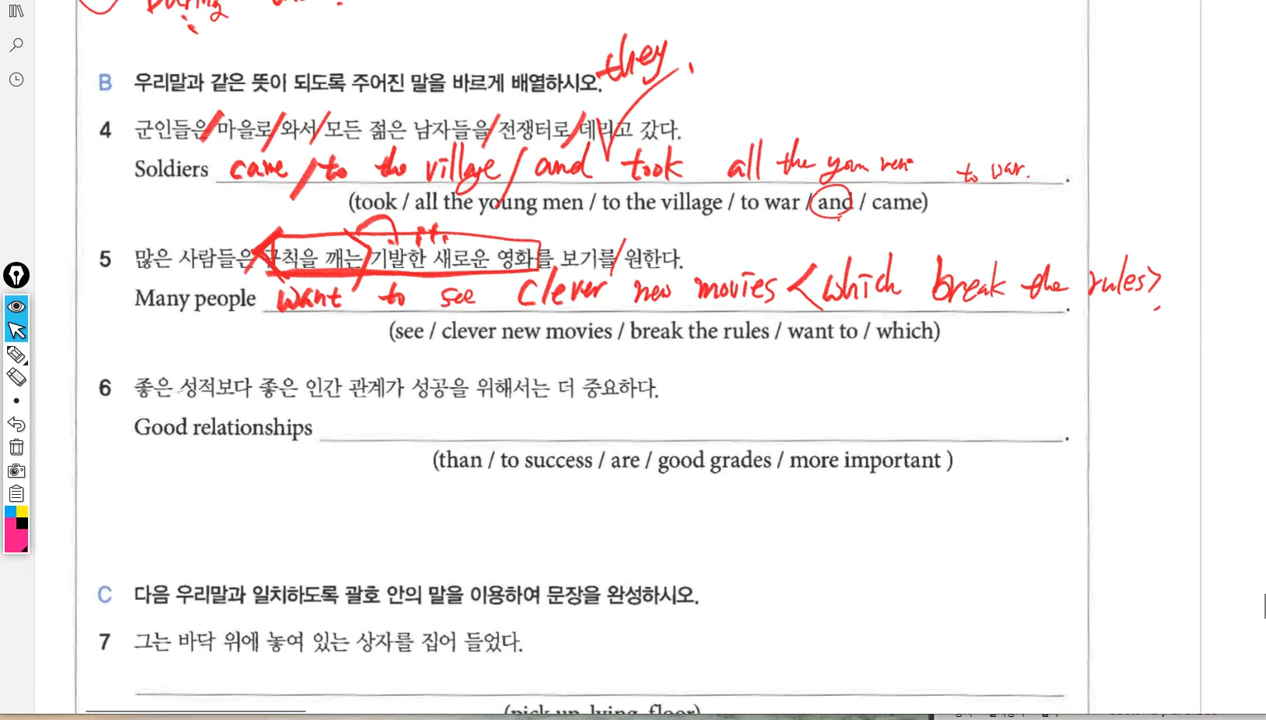 they.
B 우리말과 같은 뜻이 되도록 주어진 말을 바르게 배열하시오.
4 군인들은 마을로 와서 모든 젊은 남자들을 전쟁터로 데리고 갔다.
Soldiers came to the village and took all the youn men to war.
(took / all the young men / to the village / to war / and / came)
5 많은 사람들은 규칙을 깨는 기발한 새로운 영화를 보기를 원한다.
Many people want to see clever new movies <which break the rules>.
(see / clever new movies / break the rules / want to / which)
6 좋은 성적보다 좋은 인간 관계가 성공을 위해서는 더 중요하다.
Good relationships .
(than / to success / are / good grades / more important )
C 다음 우리말과 일치하도록 괄호 안의 말을 이용하여 문장을 완성하시오.
7 그는 바닥 위에 놓여 있는 상자를 집어 들었다.
(pick up, lying, floor)